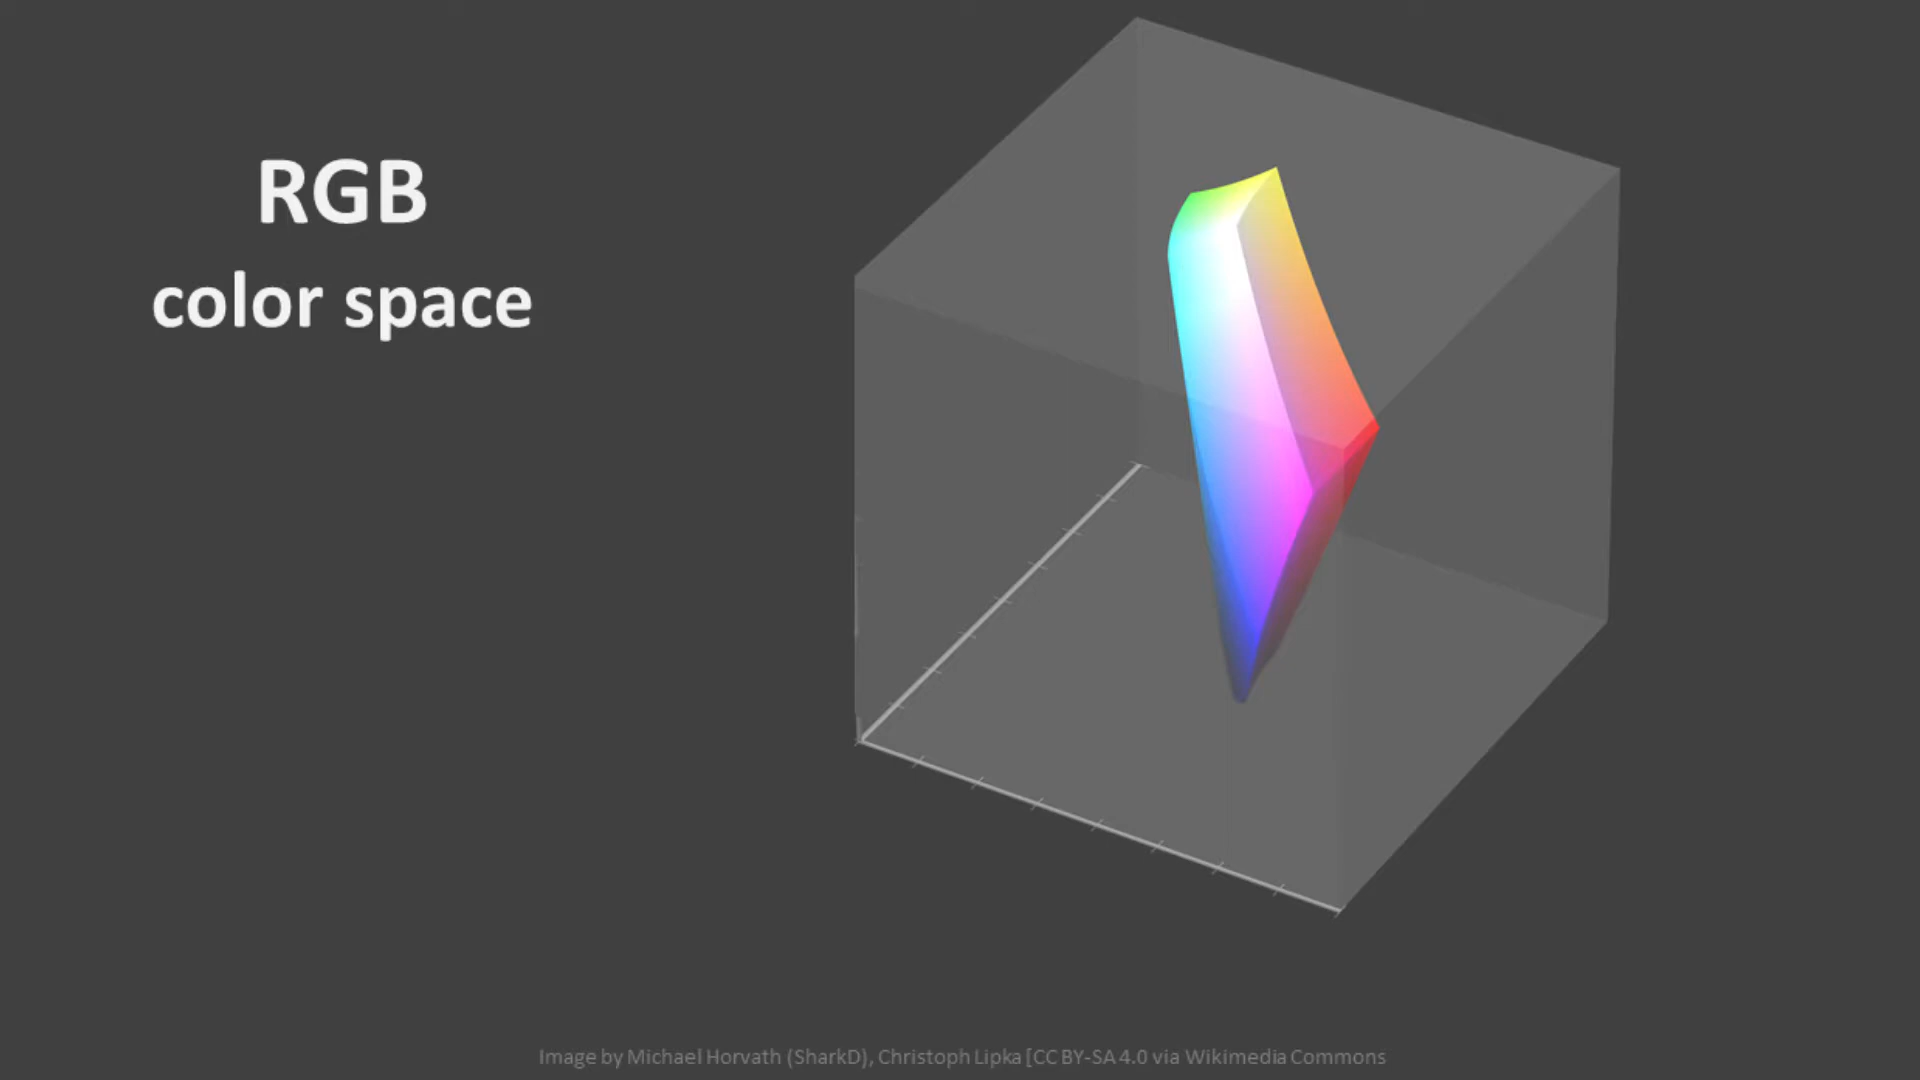 RGB
color space
Image by Michael Horvath (SharkD), Christoph Lipka [CC BY-SA 4.0 via Wikimedia Commons